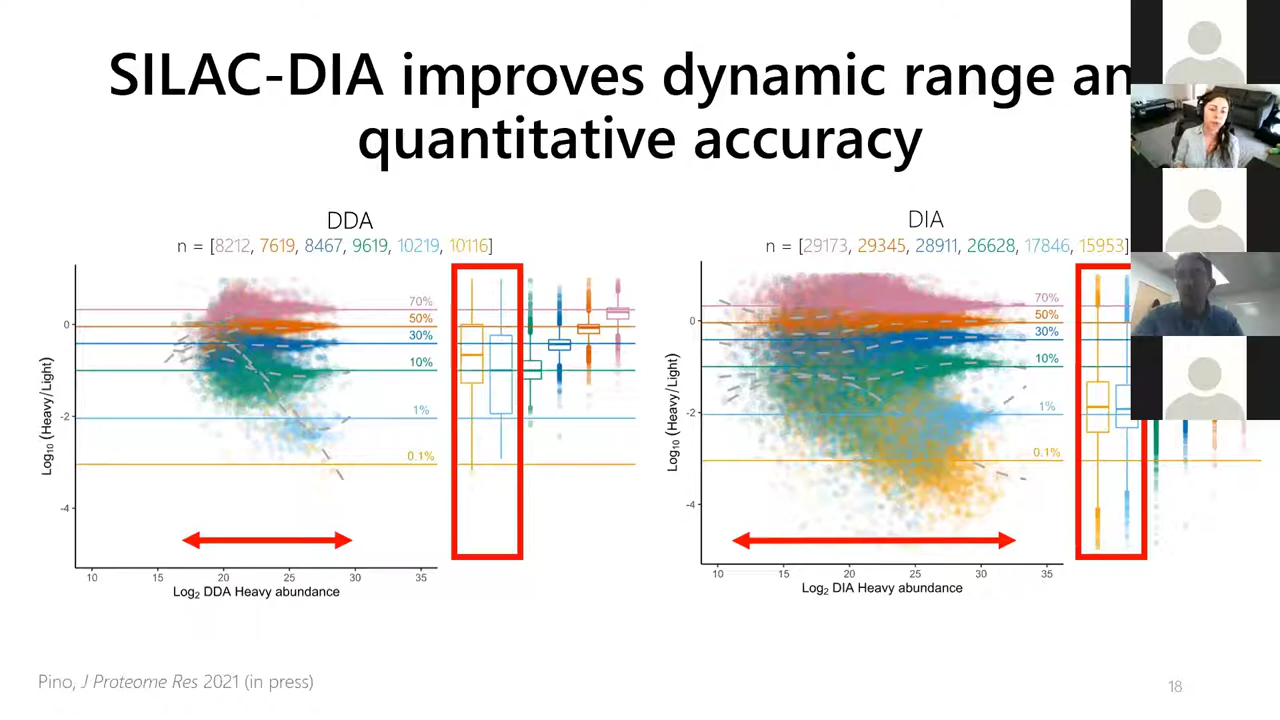 SILAC-DIA improves dynamic range an
quantitative accuracy
DDA
n = [8212, 7619, 8467, 9619, 10219, 10116]
70%
50%
30%
10%
1%
0.1%
0
-2
-4
Log10 (Heavy/Light)
10 15 20 25 30 35
Log2 DDA Heavy abundance
DIA
n = [29173, 29345, 28911, 26628, 17846, 15953]
70%
50%
30%
10%
1%
0.1%
0
-2
-4
Log10 (Heavy/Light)
10 15 20 25 30 35
Log2 DIA Heavy abundance
Pino, J Proteome Res 2021 (in press)
18